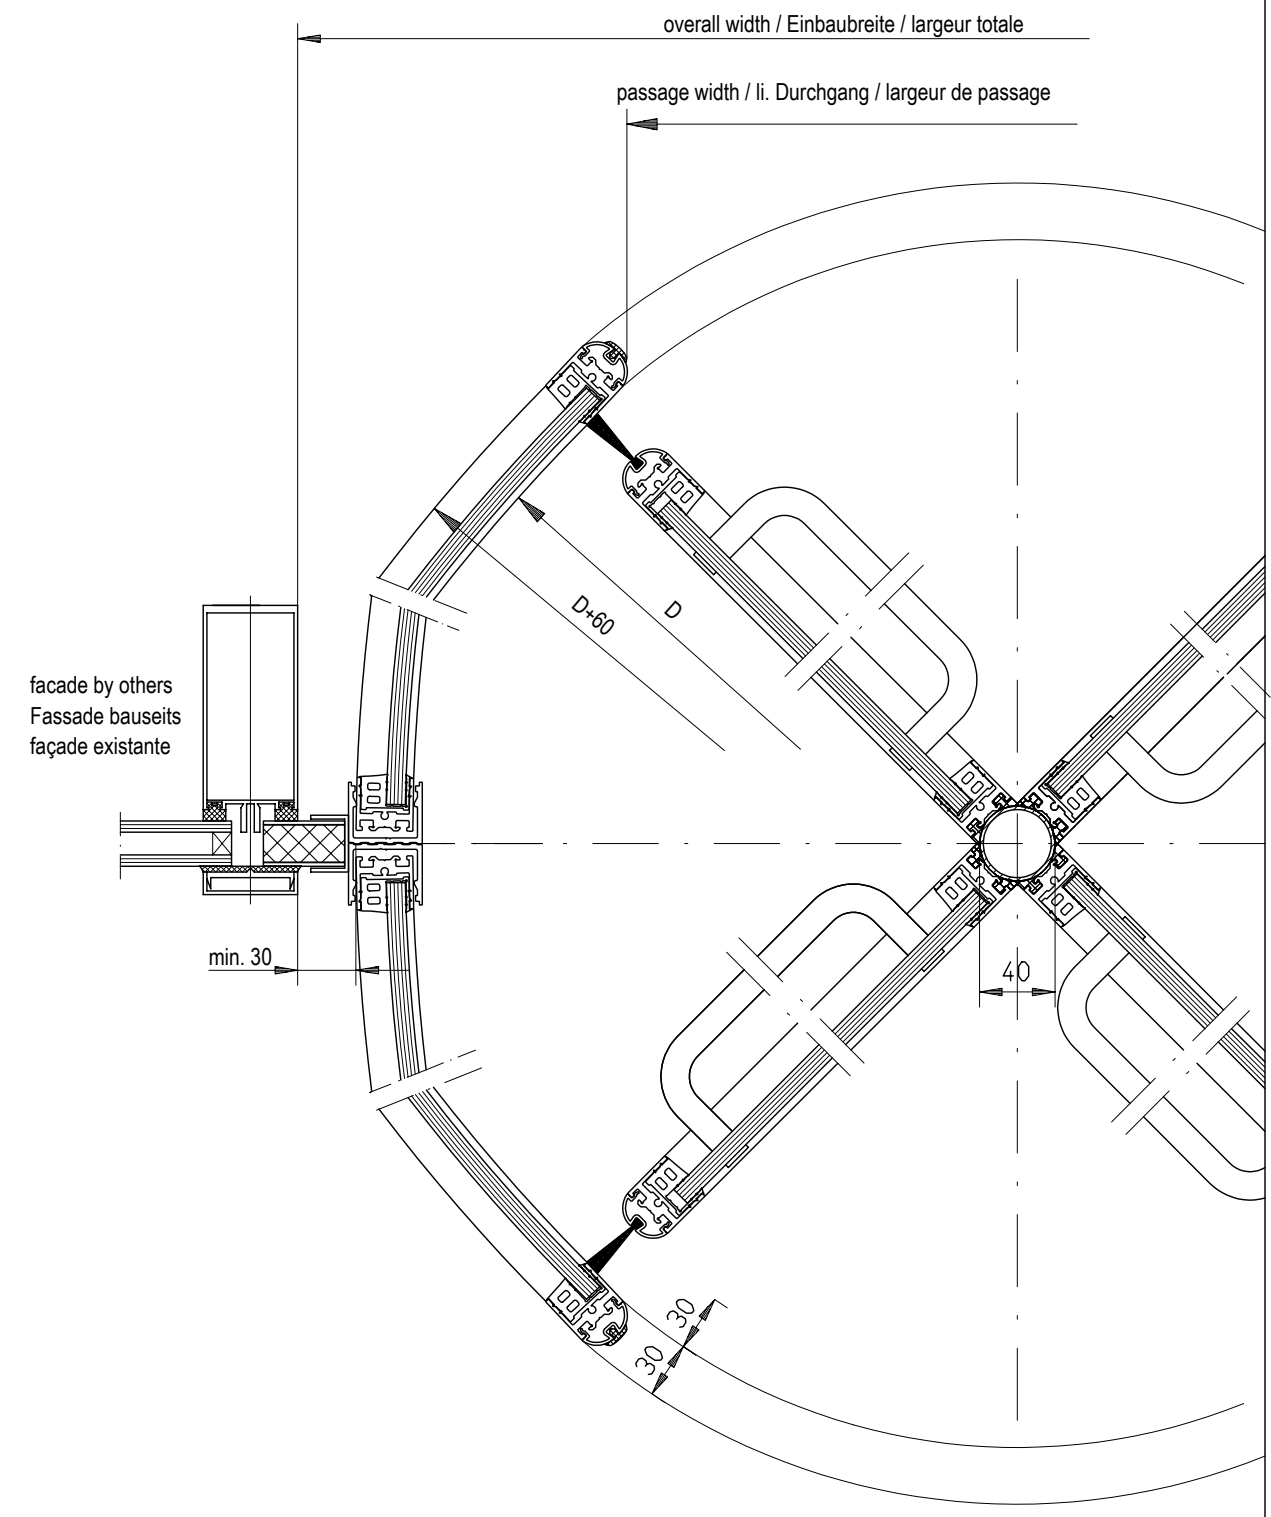 overall width / Einbaubreite / largeur totale
passage width / li. Durchgang / largeur de passage
D+60
D
facade by others
Fassade bauseits
façade existante
min. 30
40
30
30